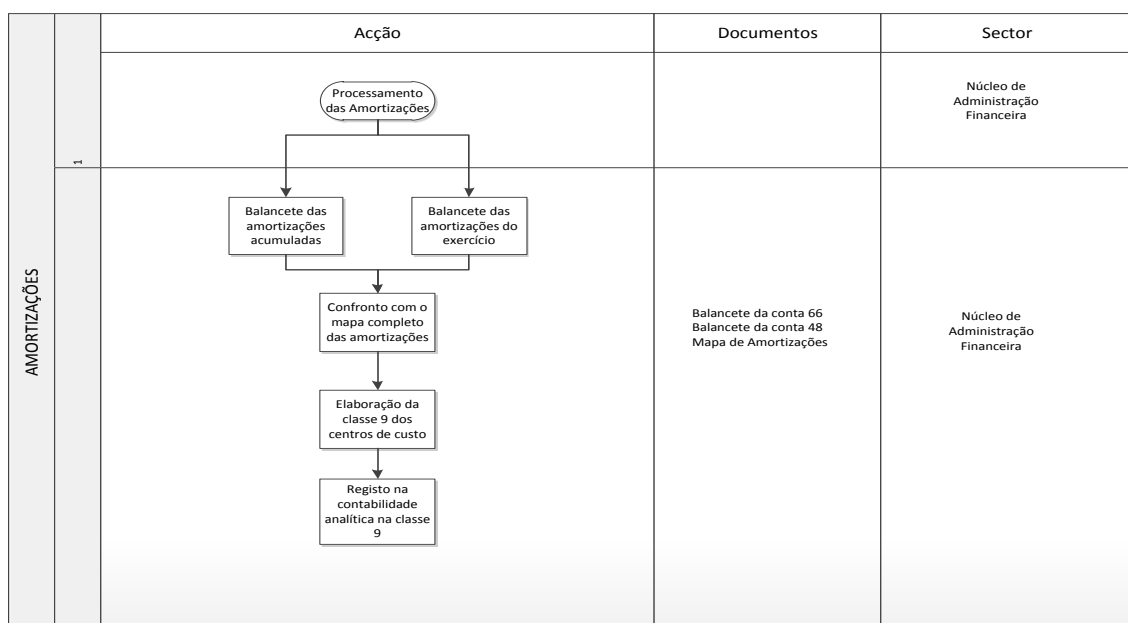 Acção
Documentos
Sector
AMORTIZAÇÕES
1
Processamento
das Amortizações
Núcleo de
Administração
Financeira
Balancete das
amortizações
acumuladas
Balancete das
amortizações do
exercício
Confronto com o
mapa completo
das amortizações
Balancete da conta 66
Balancete da conta 48
Mapa de Amortizações
Núcleo de
Administração
Financeira
Elaboração da
classe 9 dos
centros de custo
Registo na
contabilidade
analítica na classe
9